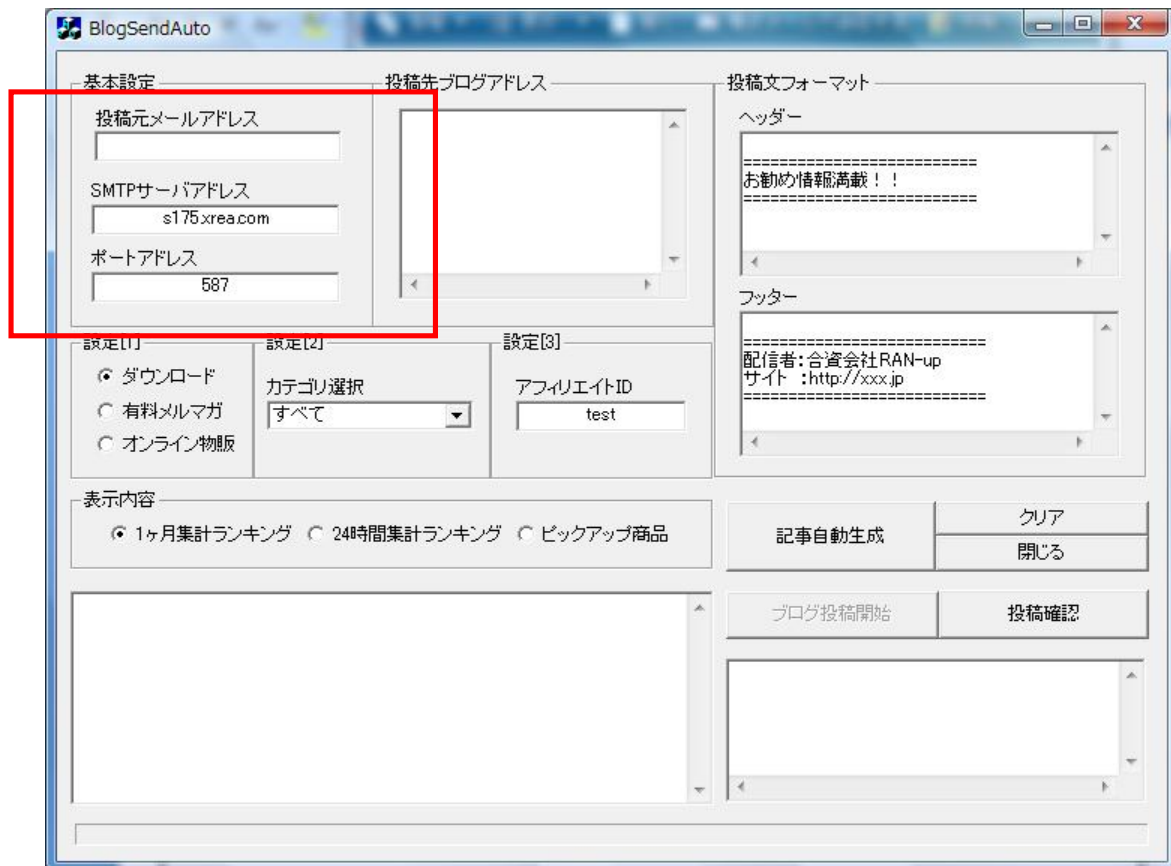 BlogSendAuto
基本設定
投稿元メールアドレス
SMTPサーバアドレス
s175.xrea.com
ポートアドレス
587
投稿先ブログアドレス
投稿文フォーマット
ヘッダー
==========================
お勧め情報満載！！
==========================
フッター
===========================
配信者:合資会社RAN-up
サイト :http://xxx.jp
===========================
設定[1]
ダウンロード
有料メルマガ
オンライン物販
設定[2]
カテゴリ選択
すべて
設定[3]
アフィリエイトID
test
表示内容
1ヶ月集計ランキング 24時間集計ランキング ピックアップ商品
記事自動生成
クリア
閉じる
ブログ投稿開始
投稿確認